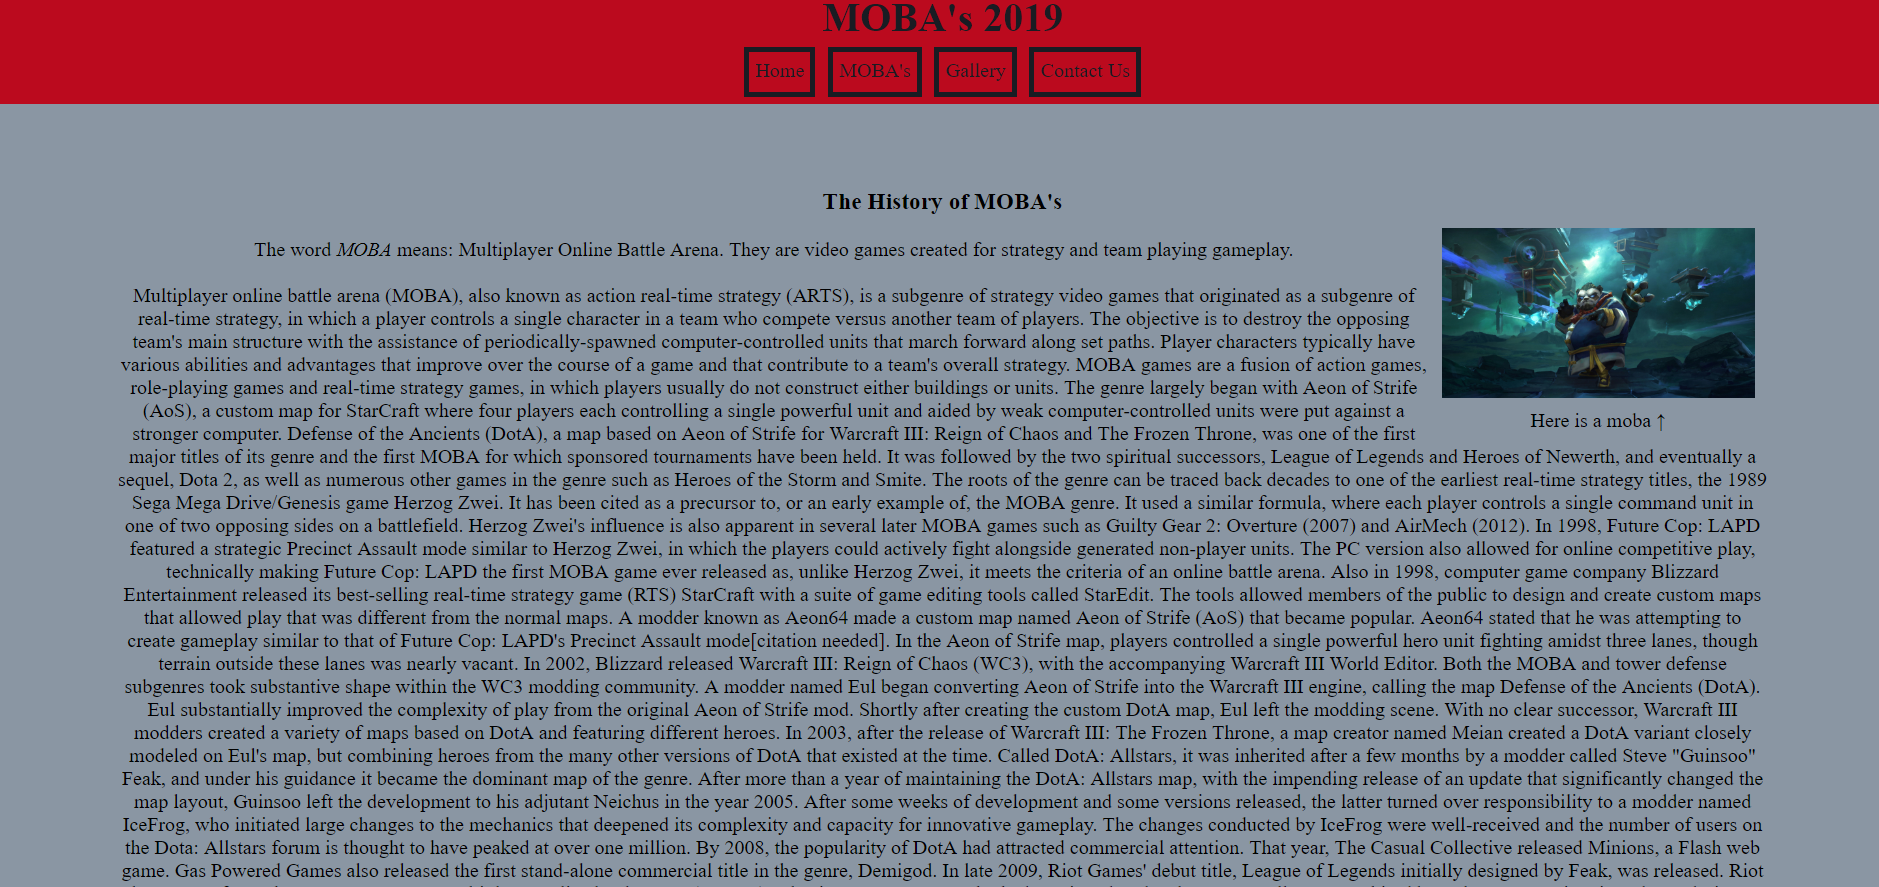 MOBA's 2019
Home MOBA's Gallery Contact Us
The History of MOBA's
The word MOBA means: Multiplayer Online Battle Arena. They are video games created for strategy and team playing gameplay.
Multiplayer online battle arena (MOBA), also known as action real-time strategy (ARTS), is a subgenre of strategy video games that originated as a subgenre of
real-time strategy, in which a player controls a single character in a team who compete versus another team of players. The objective is to destroy the opposing
team's main structure with the assistance of periodically-spawned computer-controlled units that march forward along set paths. Player characters typically have
various abilities and advantages that improve over the course of a game and that contribute to a team's overall strategy. MOBA games are a fusion of action games,
role-playing games and real-time strategy games, in which players usually do not construct either buildings or units. The genre largely began with Aeon of Strife
(AoS), a custom map for StarCraft where four players each controlling a single powerful unit and aided by weak computer-controlled units were put against a
stronger computer. Defense of the Ancients (DotA), a map based on Aeon of Strife for Warcraft III: Reign of Chaos and The Frozen Throne, was one of the first
Here is a moba ↑
major titles of its genre and the first MOBA for which sponsored tournaments have been held. It was followed by the two spiritual successors, League of Legends and Heroes of Newerth, and eventually a
sequel, Dota 2, as well as numerous other games in the genre such as Heroes of the Storm and Smite. The roots of the genre can be traced back decades to one of the earliest real-time strategy titles, the 1989
Sega Mega Drive/Genesis game Herzog Zwei. It has been cited as a precursor to, or an early example of, the MOBA genre. It used a similar formula, where each player controls a single command unit in
one of two opposing sides on a battlefield. Herzog Zwei's influence is also apparent in several later MOBA games such as Guilty Gear 2: Overture (2007) and AirMech (2012). In 1998, Future Cop: LAPD
featured a strategic Precinct Assault mode similar to Herzog Zwei, in which the players could actively fight alongside generated non-player units. The PC version also allowed for online competitive play,
technically making Future Cop: LAPD the first MOBA game ever released as, unlike Herzog Zwei, it meets the criteria of an online battle arena. Also in 1998, computer game company Blizzard
Entertainment released its best-selling real-time strategy game (RTS) StarCraft with a suite of game editing tools called StarEdit. The tools allowed members of the public to design and create custom maps
that allowed play that was different from the normal maps. A modder known as Aeon64 made a custom map named Aeon of Strife (AoS) that became popular. Aeon64 stated that he was attempting to
create gameplay similar to that of Future Cop: LAPD's Precinct Assault mode[citation needed]. In the Aeon of Strife map, players controlled a single powerful hero unit fighting amidst three lanes, though
terrain outside these lanes was nearly vacant. In 2002, Blizzard released Warcraft III: Reign of Chaos (WC3), with the accompanying Warcraft III World Editor. Both the MOBA and tower defense
subgenres took substantive shape within the WC3 modding community. A modder named Eul began converting Aeon of Strife into the Warcraft III engine, calling the map Defense of the Ancients (DotA).
Eul substantially improved the complexity of play from the original Aeon of Strife mod. Shortly after creating the custom DotA map, Eul left the modding scene. With no clear successor, Warcraft III
modders created a variety of maps based on DotA and featuring different heroes. In 2003, after the release of Warcraft III: The Frozen Throne, a map creator named Meian created a DotA variant closely
modeled on Eul's map, but combining heroes from the many other versions of DotA that existed at the time. Called DotA: Allstars, it was inherited after a few months by a modder called Steve "Guinsoo"
Feak, and under his guidance it became the dominant map of the genre. After more than a year of maintaining the DotA: Allstars map, with the impending release of an update that significantly changed the
map layout, Guinsoo left the development to his adjutant Neichus in the year 2005. After some weeks of development and some versions released, the latter turned over responsibility to a modder named
IceFrog, who initiated large changes to the mechanics that deepened its complexity and capacity for innovative gameplay. The changes conducted by IceFrog were well-received and the number of users on
the Dota: Allstars forum is thought to have peaked at over one million. By 2008, the popularity of DotA had attracted commercial attention. That year, The Casual Collective released Minions, a Flash web
game. Gas Powered Games also released the first stand-alone commercial title in the genre, Demigod. In late 2009, Riot Games' debut title, League of Legends initially designed by Feak, was released. Riot